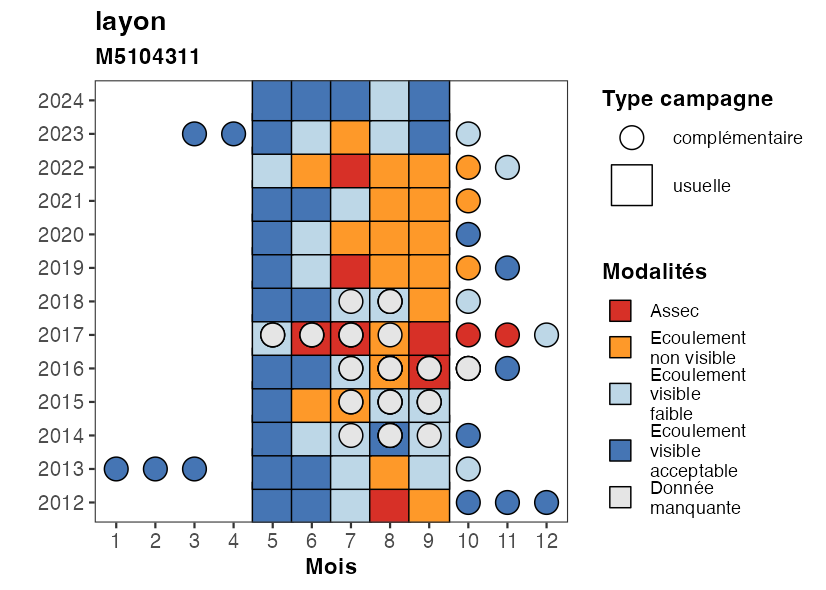 layon
M5104311
2024
2023
2022
2021
2020
2019
2018
2017
2016
2015
2014
2013
2012
1 2 3 4 5 6 7 8 9 10 11 12
Mois
Type campagne
complémentaire
usuelle
Modalités
Assec
Ecoulement
non visible
Ecoulement
visible
faible
Ecoulement
visible
acceptable
Donnée
manquante